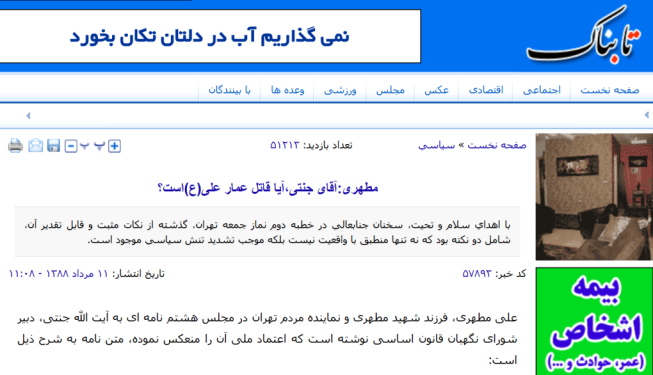 تابناک
نمی گذاریم آب در دلتان تکان بخورد
صفحه نخست
اجتماعی
اقتصادی
عکس
مجلس
ورزشی
وعده ها
با بینندگان
صفحه نخست » سیاسی
تعداد بازدید: ۵۱۲۱۳
پ پ
مطهری:آقای جنتی،آیا قاتل عمار علی(ع)است؟
با اهدای سلام و تحیت، سخنان جنابعالی در خطبه دوم نماز جمعه تهران، گذشته از نکات مثبت و قابل تقدیر آن،
شامل دو نکته بود که نه تنها منطبق با واقعیت نیست بلکه موجب تشدید تنش سیاسی موجود است.
کد خبر: ۵۷۸۹۳
تاریخ انتشار: ۱۱ مرداد ۱۳۸۸ - ۱۱:۰۸
علی مطهری، فرزند شهید مطهری و نماینده مردم تهران در مجلس هشتم نامه ای به آیت الله جنتی، دبیر
شورای نگهبان قانون اساسی نوشته است که اعتماد ملی آن را منعکس نموده، متن نامه به شرح ذیل
است:
بیمه
اشخاص
(عمر، حوادث و ...)